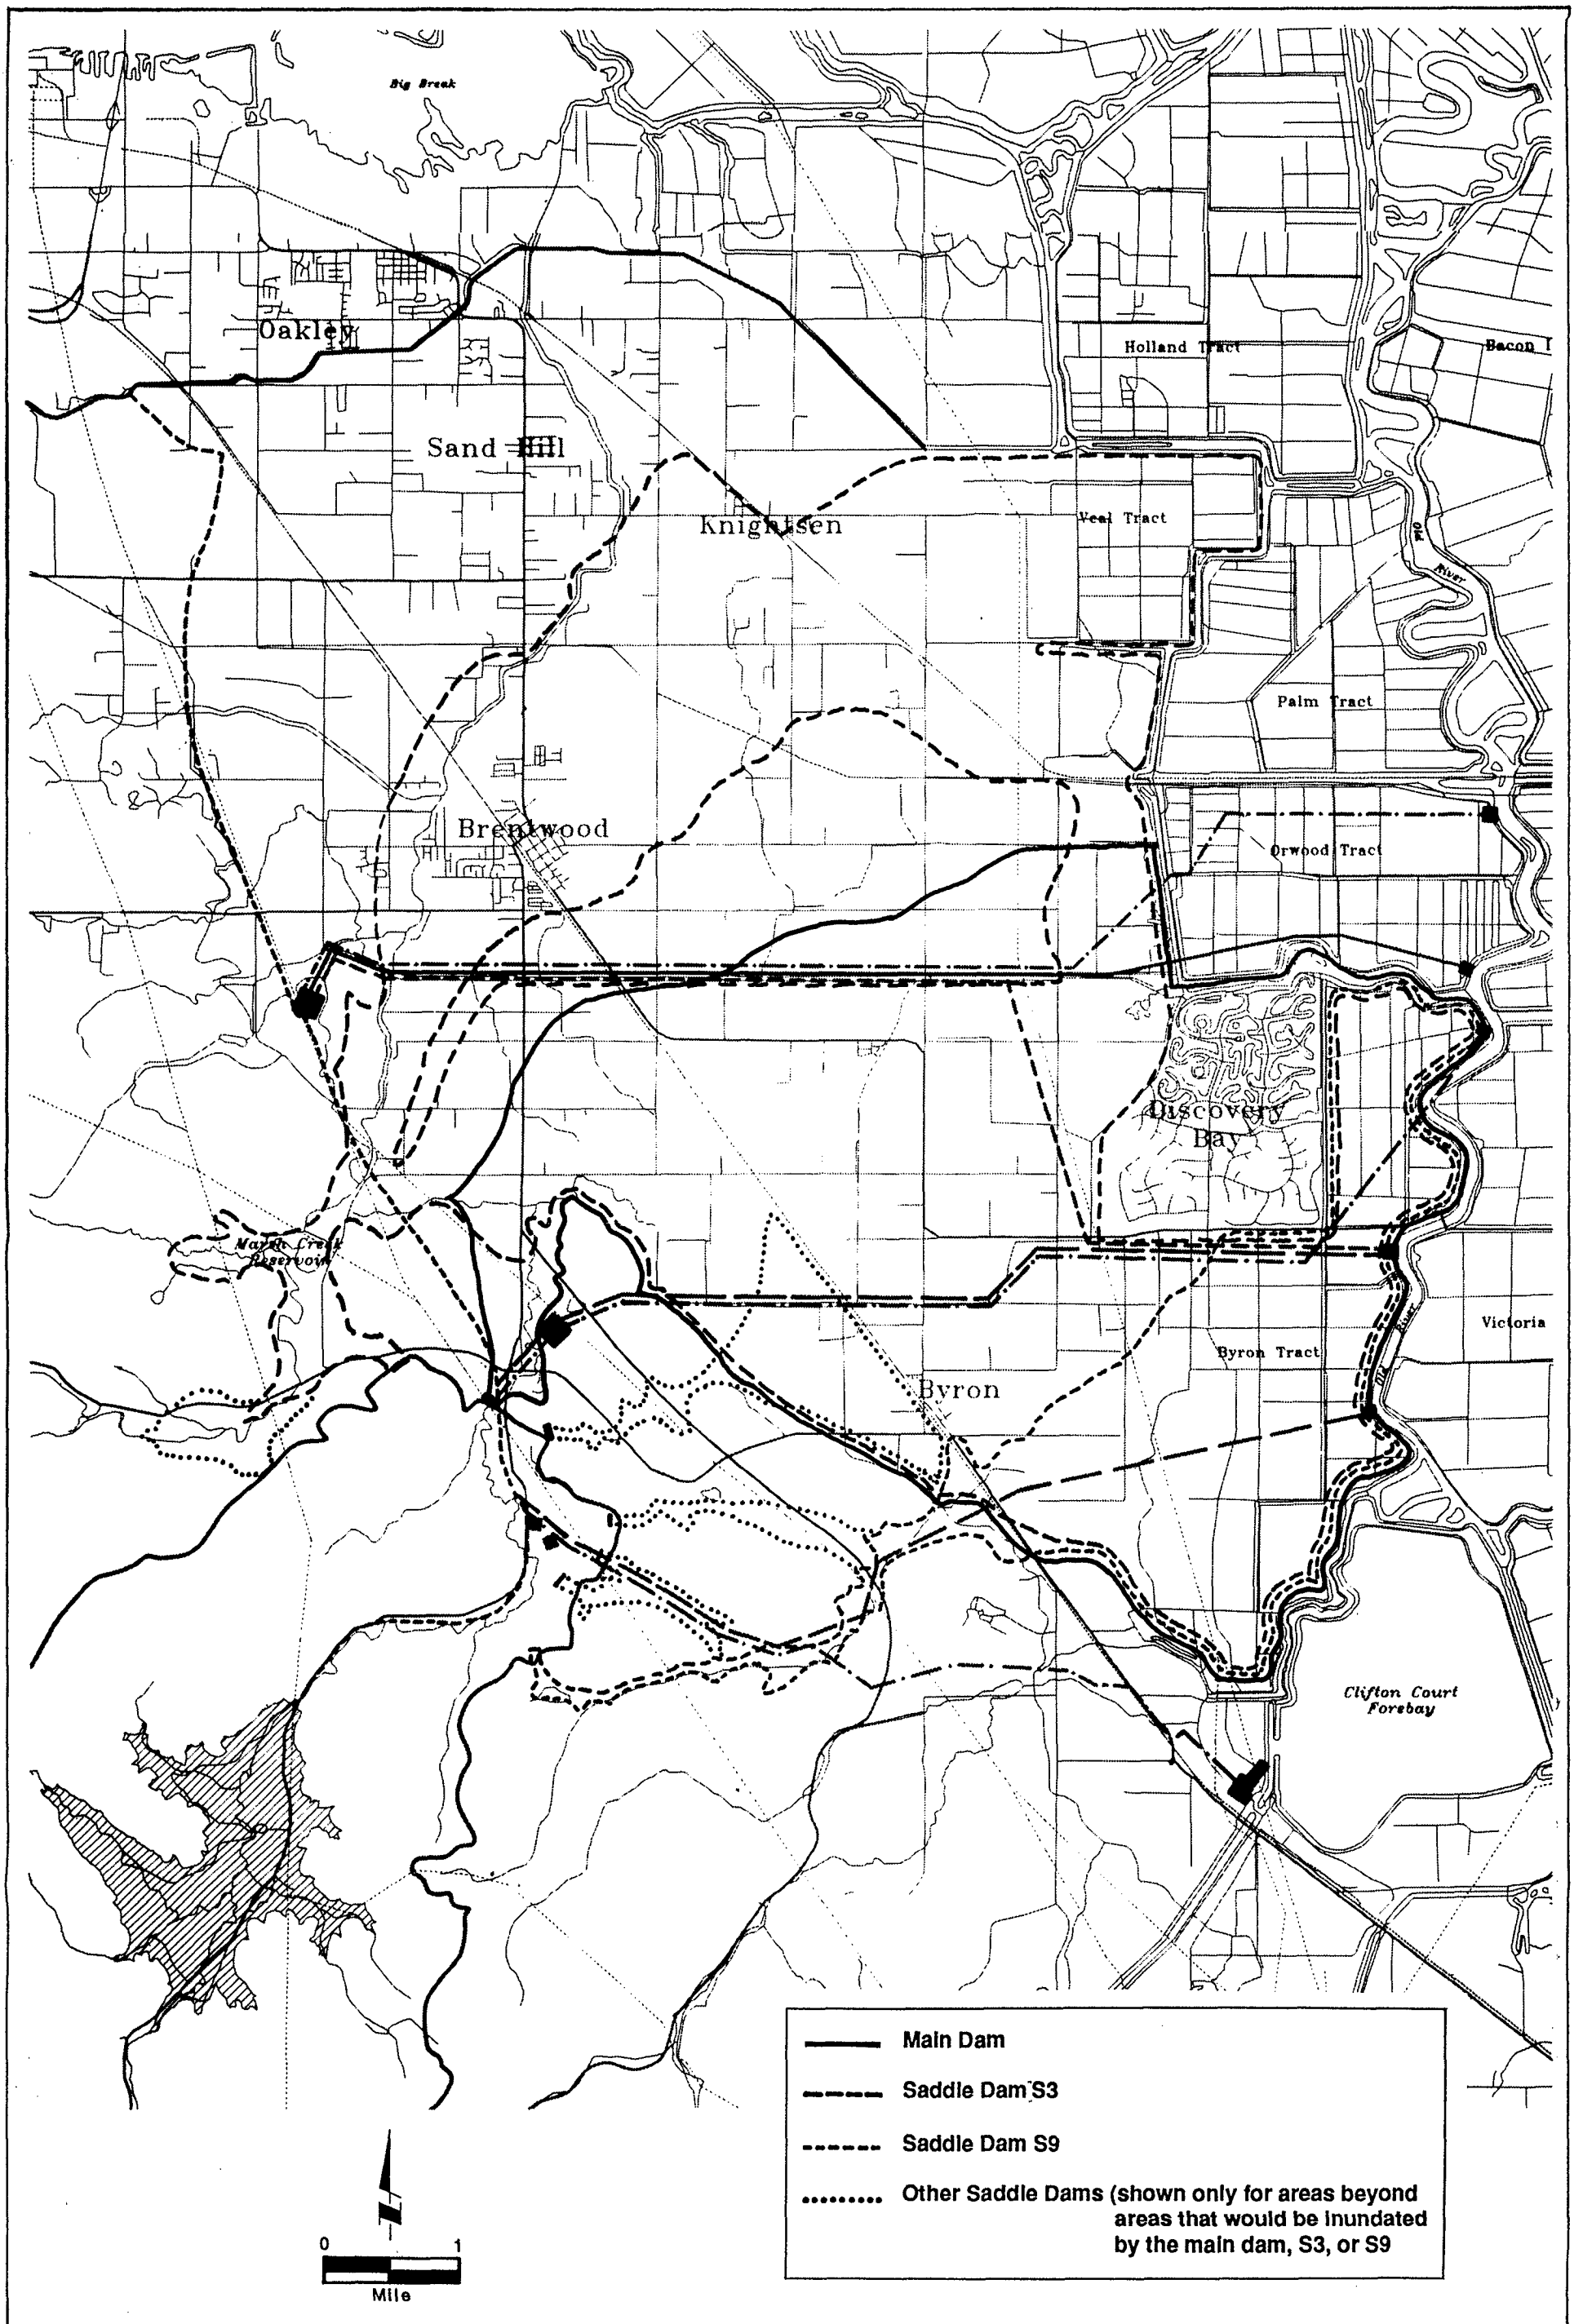 Big Break
Oakley
Holland Tract
Bacon I
Sand Hill
Knightsen
Veal Tract
Old
River
Palm Tract
Brentwood
Orwood Tract
Discovery
Bay
Marsh Creek
Reservoir
Victoria
Byron Tract
River
Byron
Clifton Court
Forebay
Main Dam
Saddle Dam S3
Saddle Dam S9
Other Saddle Dams (shown only for areas beyond
areas that would be inundated
by the main dam, S3, or S9
0 1
Mile